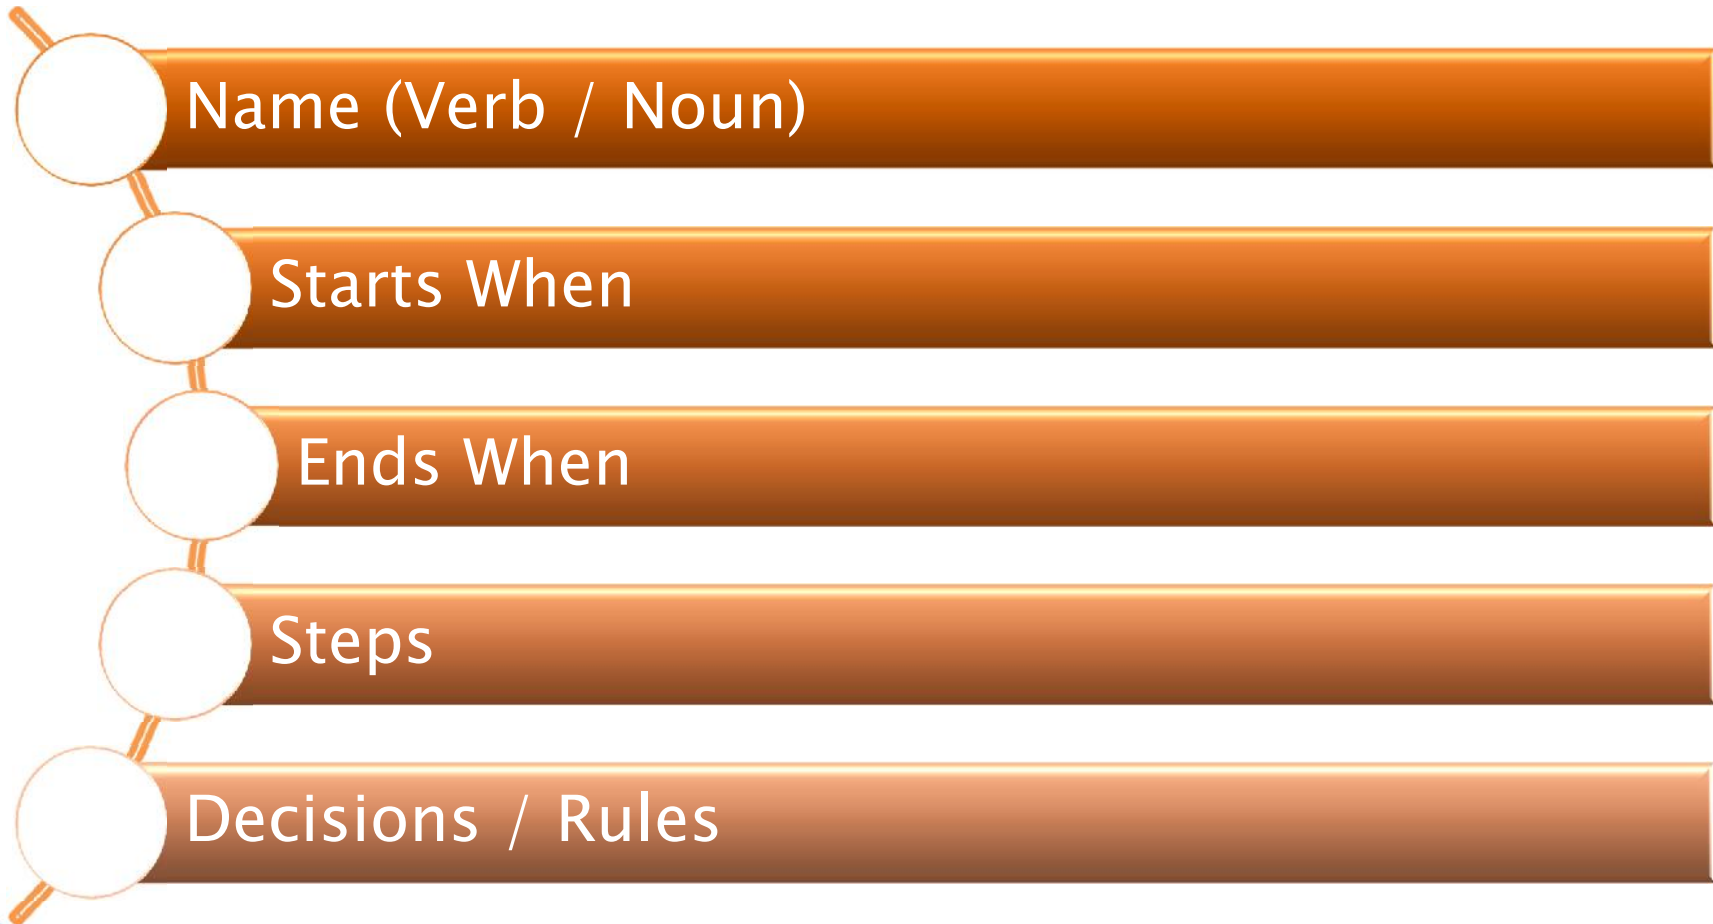 Name (Verb / Noun)
Starts When
Ends When
Steps
Decisions / Rules